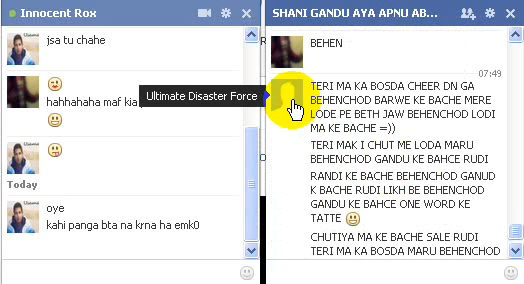 Innocent Rox
jsa tu chahe
hahhahaha maf kia
Today
oye
kahi panga bta na krna ha emk0
Ultimate Disaster Force
SHANI GANDU AYA APNU AB...
BEHEN
07:49
TERI MA KA BOSDA CHEER DN GA
BEHENCHOD BARWE KE BACHE MERE
LODE PE BETH JAW BEHENCHOD LODI
MA KE BACHE =))
TERI MAK I CHUT ME LODA MARU
BEHENCHOD GANDU KE BAHCE RUDI
RANDI KE BACHE BEHENCHOD GANUD
K BACHE RUDI LIKH BE BEHENCHOD
GANDU KE BAHCE ONE WORD KE
TATTE
CHUTIYA MA KE BACHE SALE RUDI
TERI MA KA BOSDA MARU BEHENCHOD